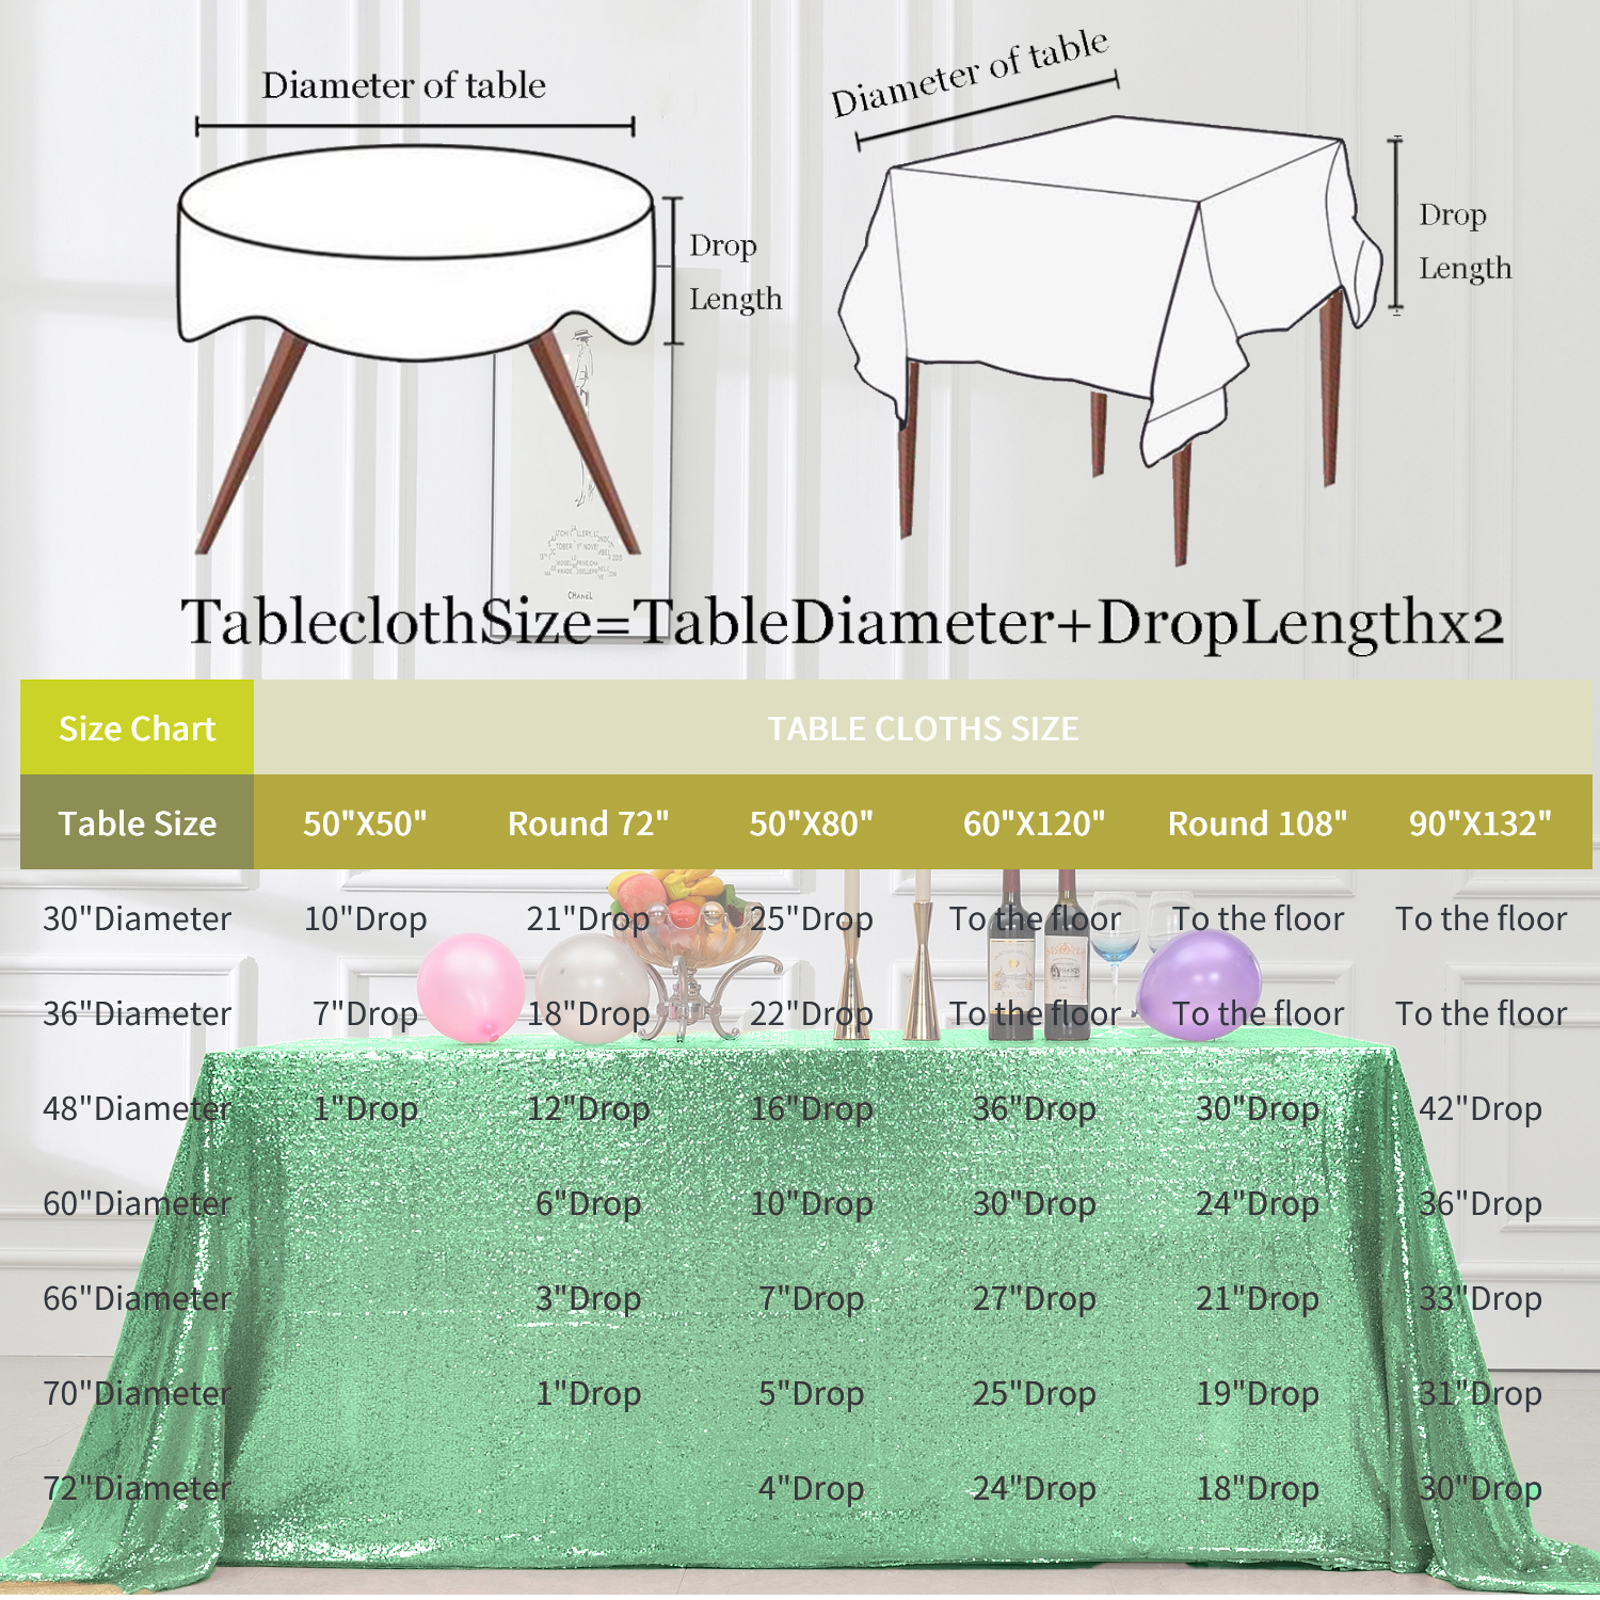 Diameter of table
Diameter of table
Drop
Length
Drop
Length
CHANEL
TableclothSize=TableDiameter+DropLengthx2
Size Chart TABLE CLOTHS SIZE
Table Size 50"X50" Round 72" 50"X80" 60"X120" Round 108" 90"X132"
30"Diameter 10"Drop 21"Drop 25"Drop To the floor To the floor To the floor
36"Diameter 7"Drop 18"Drop 22"Drop To the floor To the floor To the floor
48"Diameter 1"Drop 12"Drop 16"Drop 36"Drop 30"Drop 42"Drop
60"Diameter 6"Drop 10"Drop 30"Drop 24"Drop 36"Drop
66"Diameter 3"Drop 7"Drop 27"Drop 21"Drop 33"Drop
70"Diameter 1"Drop 5"Drop 25"Drop 19"Drop 31"Drop
72"Diameter 4"Drop 24"Drop 18"Drop 30"Drop